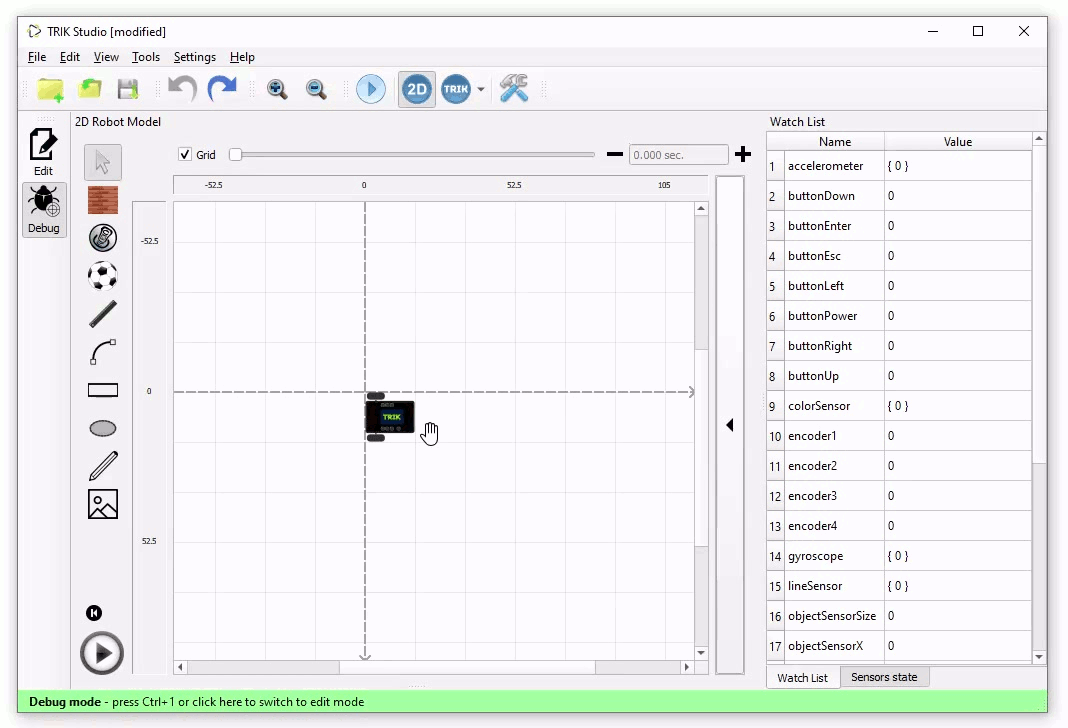 TRIK Studio [modified]
File Edit View Tools Settings Help
2D TRIK
2D Robot Model
Watch List
Edit
Debug
Grid
0.000 sec.
-52.5 0 52.5 105
-52.5
0
52.5
TRIK
Name Value
1 accelerometer { 0 }
2 buttonDown 0
3 buttonEnter 0
4 buttonEsc 0
5 buttonLeft 0
6 buttonPower 0
7 buttonRight 0
8 buttonUp 0
9 colorSensor { 0 }
10 encoder1 0
11 encoder2 0
12 encoder3 0
13 encoder4 0
14 gyroscope { 0 }
15 lineSensor { 0 }
16 objectSensorSize 0
17 objectSensorX 0
Watch List Sensors state
Debug mode - press Ctrl+1 or click here to switch to edit mode